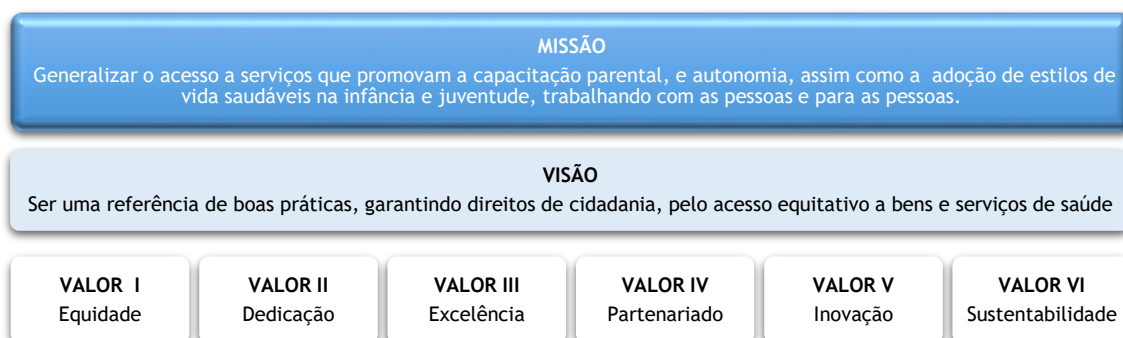 MISSÃO
Generalizar o acesso a serviços que promovam a capacitação parental, e autonomia, assim como a adoção de estilos de
vida saudáveis na infância e juventude, trabalhando com as pessoas e para as pessoas.
VISÃO
Ser uma referência de boas práticas, garantindo direitos de cidadania, pelo acesso equitativo a bens e serviços de saúde
VALOR I
Equidade
VALOR II
Dedicação
VALOR III
Excelência
VALOR IV
Partenariado
VALOR V
Inovação
VALOR VI
Sustentabilidade